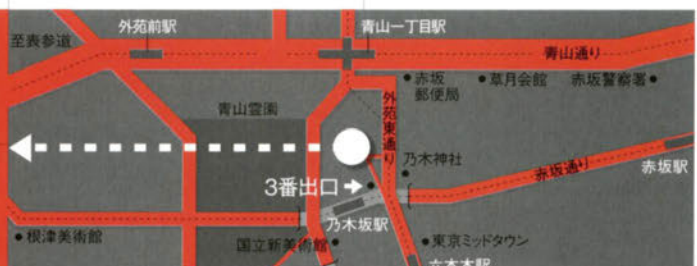 外苑前駅
青山一丁目駅
至表参道
青山通り
赤坂
郵便局
草月会館
赤坂警察署
青山霊園
外苑東通り
乃木神社
赤坂通り
赤坂駅
3番出口
乃木坂駅
根津美術館
国立新美術館
東京ミッドタウン
六本木駅